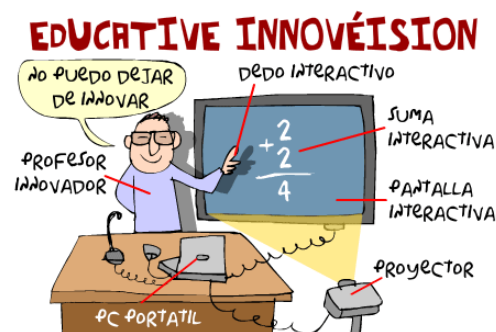 EDUCATIVE INNOVÉISION
NO PUEDO DEJAR
DE INNOVAR
DEDO INTERACTIVO
PROFESOR
INNOVADOR
+2
2
4
SUMA
INTERACTIVA
PANTALLA
INTERACTIVA
PROYECTOR
PC PORTATIL